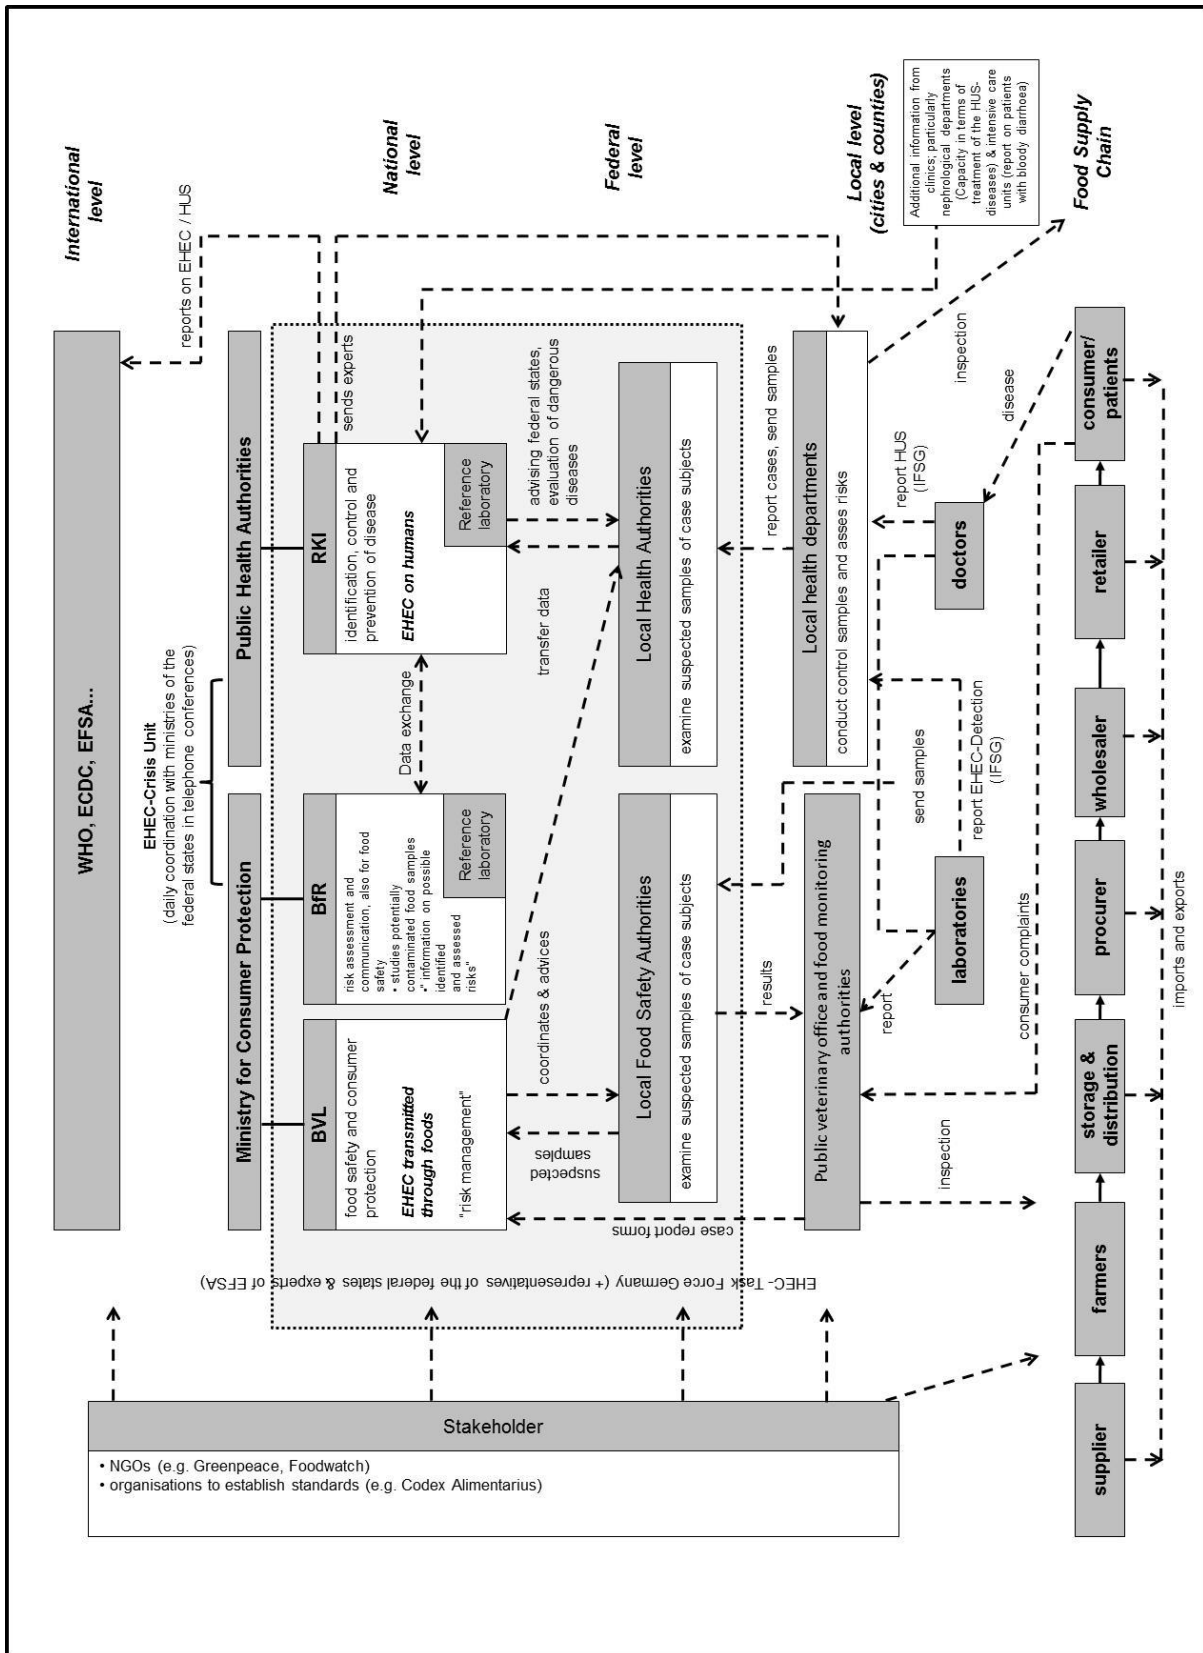 International
level
WHO, ECDC, EFSA...
reports on EHEC / HUS
EHEC-Crisis Unit
(daily coordination with ministries of the
federal states in telephone conferences)
Ministry for Consumer Protection
Public Health Authorities
National
level
BVL
food safety and consumer
protection
EHEC transmitted
through foods
"risk management"
BfR
risk assessment and
communication, also for food
safety
• studies potentially
contaminated food samples
•" information on possible
identified
and assessed
risks"
Reference
laboratory
Data exchange
RKI
identification, control and
prevention of disease
EHEC on humans
Reference
laboratory
sends experts
case report forms
suspected
samples
coordinates & advices
transfer data
advising federal states,
evaluation of dangerous
diseases
Federal
level
Local Food Safety Authorities
examine suspected samples of case subjects
Local Health Authorities
examine suspected samples of case subjects
EHEC- Task Force Germany (+ representatives of the federal states & experts of EFSA)
results
send samples
report cases, send samples
Local level
(cities & counties)
Public veterinary office and food monitoring
authorities
Local health departments
conduct control samples and asses risks
Additional information from
clinics; particularly
nephrological departments
(Capacity in terms of
treatment of the HUS-
diseases) & intensive care
units (report on patients
with bloody diarrhoea)
inspection
report
laboratories
report EHEC-Detection
(IFSG)
doctors
report HUS
(IFSG)
disease
inspection
consumer complaints
Food Supply
Chain
supplier
farmers
storage &
distribution
procurer
wholesaler
retailer
consumer/
patients
imports and exports
Stakeholder
• NGOs (e.g. Greenpeace, Foodwatch)
• organisations to establish standards (e.g. Codex Alimentarius)